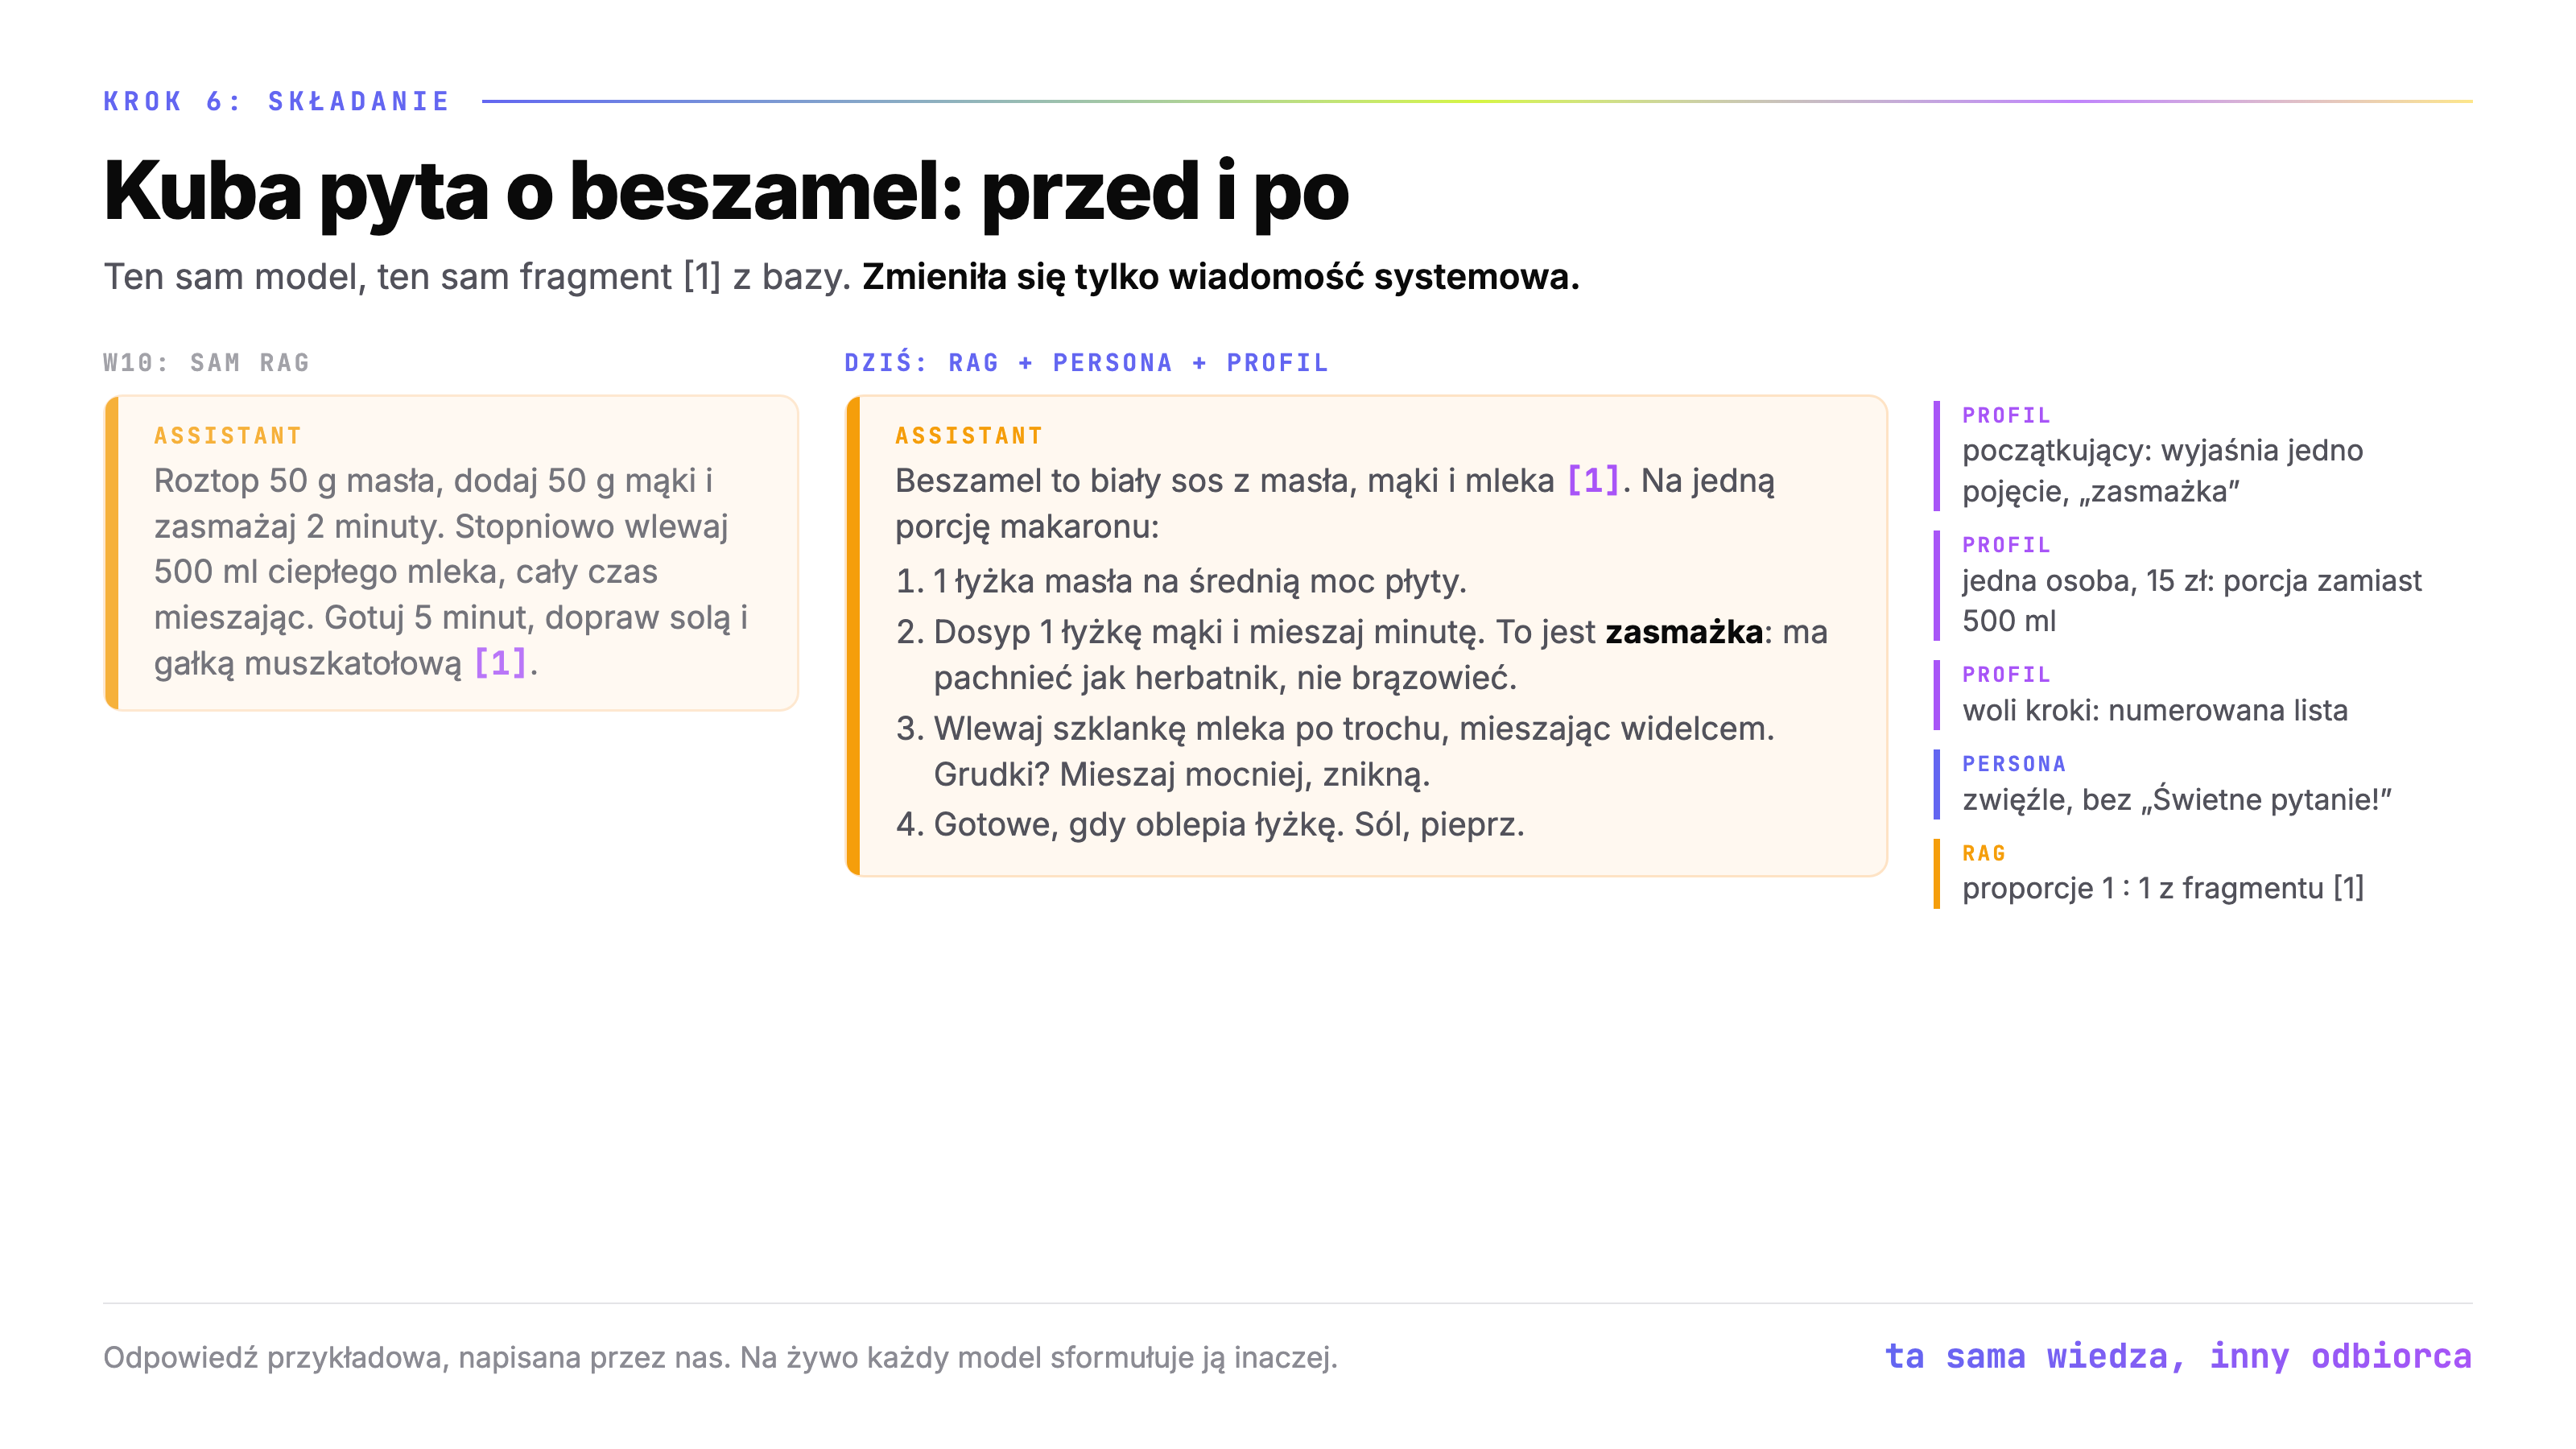 KROK 6: SKŁADANIE
Kuba pyta o beszamel: przed i po
Ten sam model, ten sam fragment [1] z bazy. Zmieniła się tylko wiadomość systemowa.
W10: SAM RAG
ASSISTANT
Roztop 50 g masła, dodaj 50 g mąki i
zasmażaj 2 minuty. Stopniowo wlewaj
500 ml ciepłego mleka, cały czas
mieszając. Gotuj 5 minut, dopraw solą i
gałką muszkatołową [1].
DZIŚ: RAG + PERSONA + PROFIL
ASSISTANT
Beszamel to biały sos z masła, mąki i mleka [1]. Na jedną
porcję makaronu:
1. 1 łyżka masła na średnią moc płyty.
2. Dosyp 1 łyżkę mąki i mieszaj minutę. To jest zasmażka: ma
pachnieć jak herbatnik, nie brązowieć.
3. Wlewaj szklankę mleka po trochu, mieszając widelcem.
Grudki? Mieszaj mocniej, znikną.
4. Gotowe, gdy oblepia łyżkę. Sól, pieprz.
PROFIL
początkujący: wyjaśnia jedno
pojęcie, „zasmażka”
PROFIL
jedna osoba, 15 zł: porcja zamiast
500 ml
PROFIL
woli kroki: numerowana lista
PERSONA
zwięźle, bez „Świetne pytanie!”
RAG
proporcje 1 : 1 z fragmentu [1]
Odpowiedź przykładowa, napisana przez nas. Na żywo każdy model sformułuje ją inaczej.
ta sama wiedza, inny odbiorca